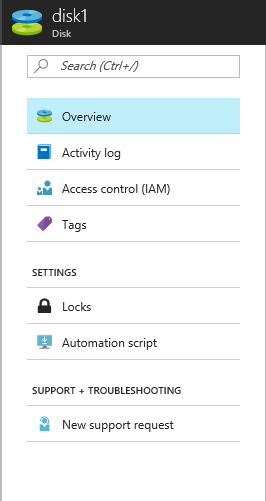 disk1
Disk
Search (Ctrl+/)
Overview
Activity log
Access control (IAM)
Tags
SETTINGS
Locks
Automation script
SUPPORT + TROUBLESHOOTING
New support request